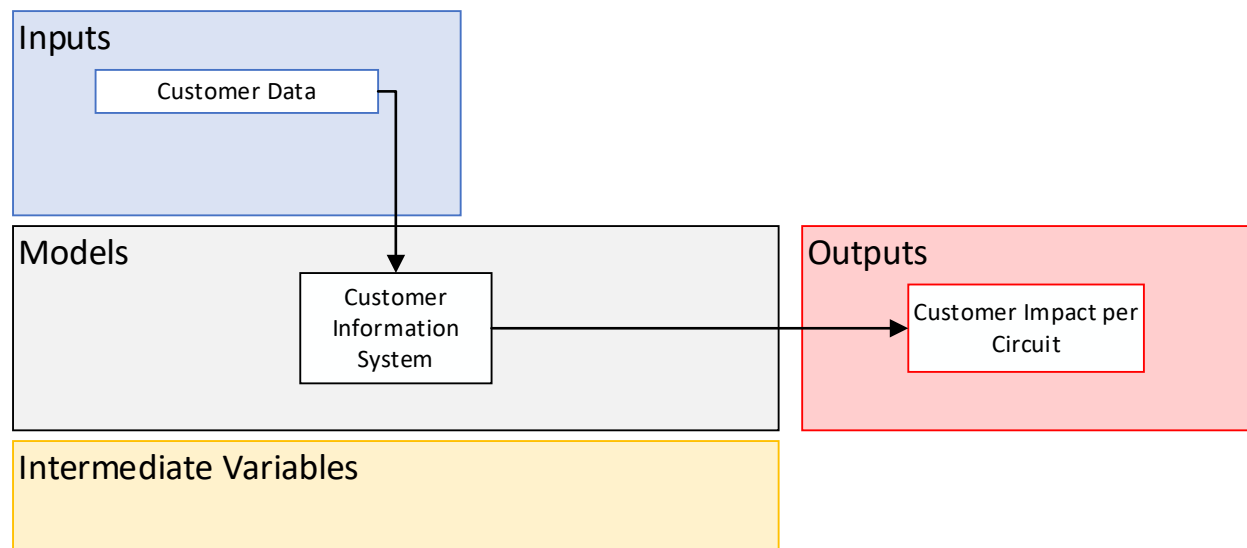 Inputs
Customer Data
Models
Customer
Information
System
Outputs
Customer Impact per
Circuit
Intermediate Variables